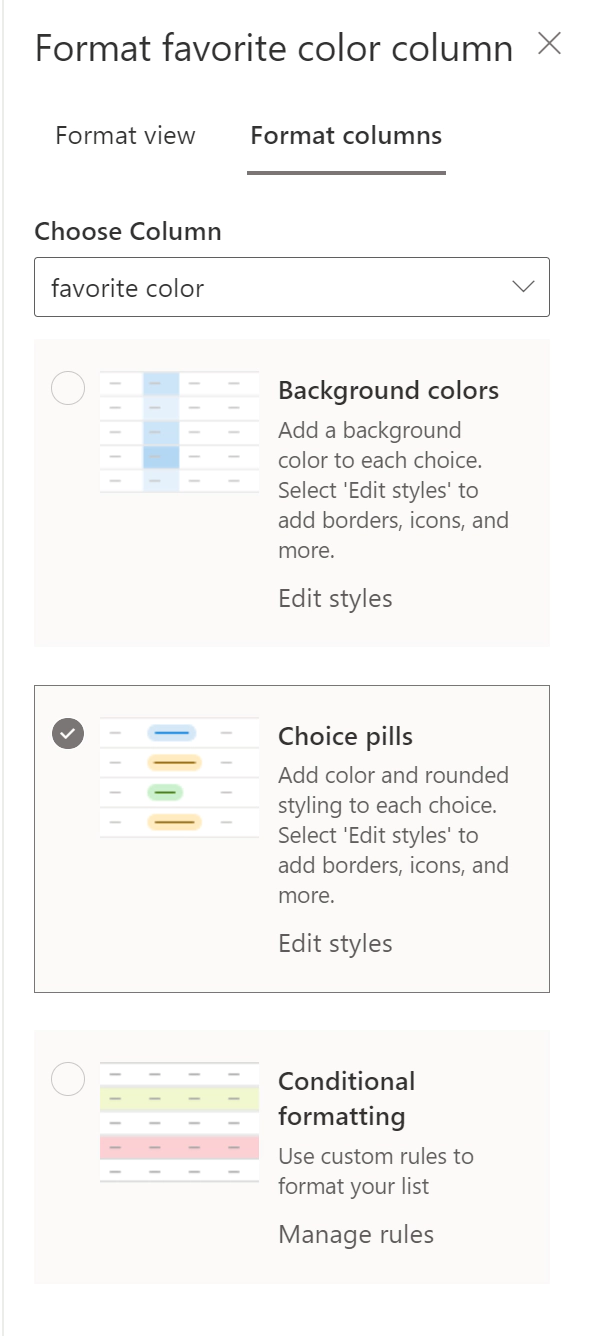 Format favorite color column
Format view
Format columns
Choose Column
favorite color
Background colors
Add a background
color to each choice.
Select 'Edit styles' to
add borders, icons, and
more.
Edit styles
Choice pills
Add color and rounded
styling to each choice.
Select 'Edit styles' to
add borders, icons, and
more.
Edit styles
Conditional
formatting
Use custom rules to
format your list
Manage rules